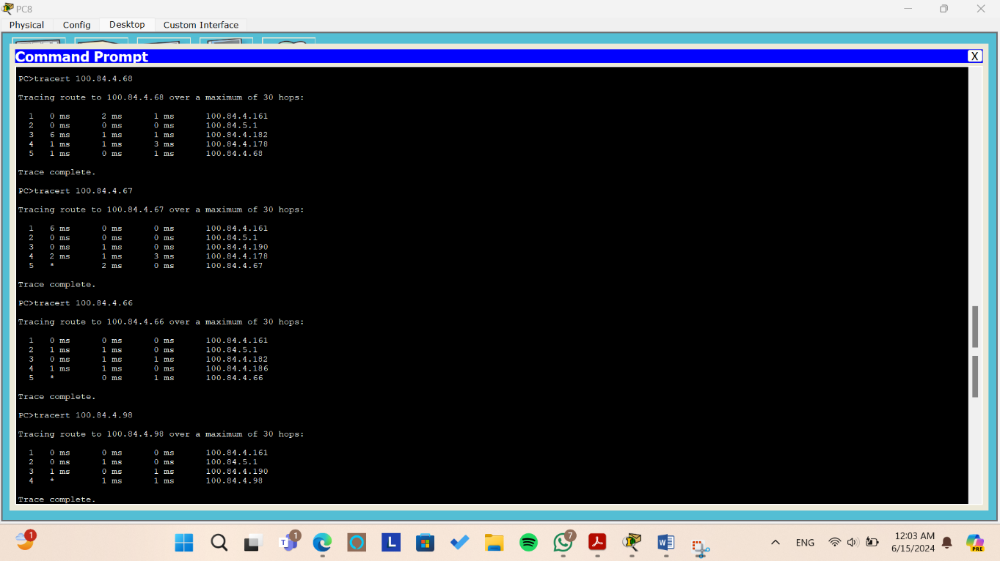 PC8
Physical Config Desktop Custom Interface
Command Prompt X
PC>tracert 100.84.4.68
Tracing route to 100.84.4.68 over a maximum of 30 hops:
1 0 ms 2 ms 1 ms 100.84.4.161
2 0 ms 0 ms 0 ms 100.84.5.1
3 6 ms 1 ms 1 ms 100.84.4.182
4 1 ms 1 ms 3 ms 100.84.4.178
5 1 ms 0 ms 1 ms 100.84.4.68
Trace complete.
PC>tracert 100.84.4.67
Tracing route to 100.84.4.67 over a maximum of 30 hops:
1 6 ms 0 ms 0 ms 100.84.4.161
2 0 ms 0 ms 0 ms 100.84.5.1
3 0 ms 1 ms 0 ms 100.84.4.190
4 2 ms 1 ms 3 ms 100.84.4.178
5 * 2 ms 0 ms 100.84.4.67
Trace complete.
PC>tracert 100.84.4.66
Tracing route to 100.84.4.66 over a maximum of 30 hops:
1 0 ms 0 ms 0 ms 100.84.4.161
2 1 ms 1 ms 0 ms 100.84.5.1
3 0 ms 1 ms 1 ms 100.84.4.182
4 1 ms 1 ms 0 ms 100.84.4.186
5 * 0 ms 1 ms 100.84.4.66
Trace complete.
PC>tracert 100.84.4.98
Tracing route to 100.84.4.98 over a maximum of 30 hops:
1 0 ms 0 ms 0 ms 100.84.4.161
2 0 ms 1 ms 0 ms 100.84.5.1
3 1 ms 0 ms 1 ms 100.84.4.190
4 * 1 ms 1 ms 100.84.4.98
Trace complete.
1 T 1 L 7 W ENG 12:03 AM
6/15/2024 PRE